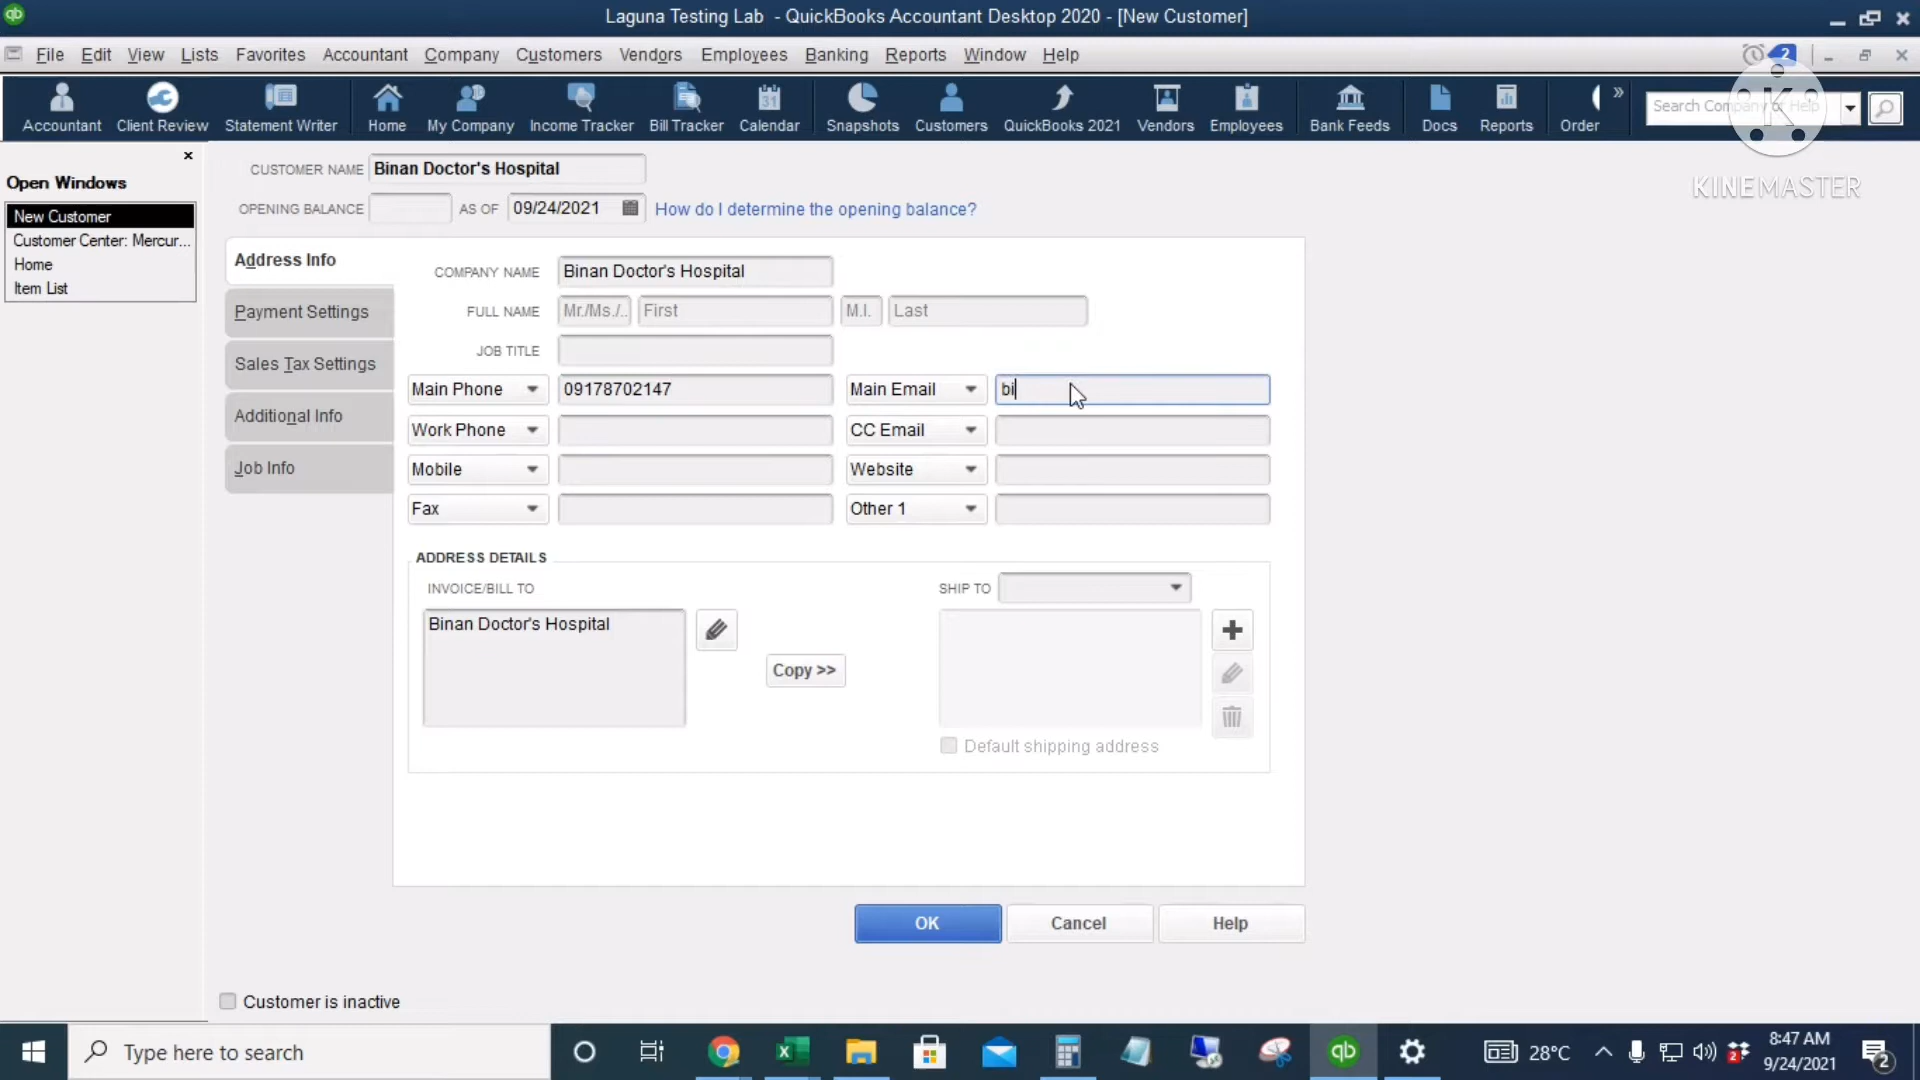 Laguna Testing Lab - QuickBooks Accountant Desktop 2020 - [New Customer]
File Edit View Lists Favorites Accountant Company Customers Vendors Employees Banking Reports Window Help
2
Accountant Client Review Statement Writer Home My Company Income Tracker Bill Tracker Calendar Snapshots Customers QuickBooks 2021 Vendors Employees Bank Feeds Docs Reports Order
Search Company or Help
K
KINEMASTER
Open Windows
New Customer
Customer Center: Mercur...
Home
Item List
CUSTOMER NAME Binan Doctor's Hospital
OPENING BALANCE AS OF 09/24/2021 How do I determine the opening balance?
Address Info
Payment Settings
Sales Tax Settings
Additional Info
Job Info
COMPANY NAME Binan Doctor's Hospital
FULL NAME Mr./Ms./.. First M.I. Last
JOB TITLE
Main Phone 09178702147 Main Email bi
Work Phone CC Email
Mobile Website
Fax Other 1
ADDRESS DETAILS
INVOICE/BILL TO SHIP TO
Binan Doctor's Hospital
Copy >>
Default shipping address
OK Cancel Help
Customer is inactive
Type here to search
qb
28°C
8:47 AM
9/24/2021
2